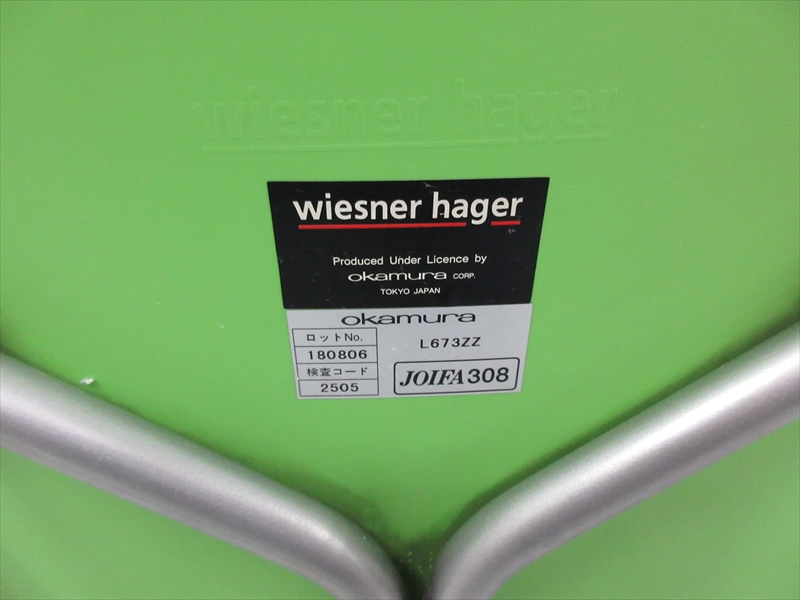 wiesner hager
wiesner hager
Produced Under Licence by
okamura CORP.
TOKYO JAPAN
okamura
ロットNo.
180806
検査コード
2505
L673ZZ
JOIFA308